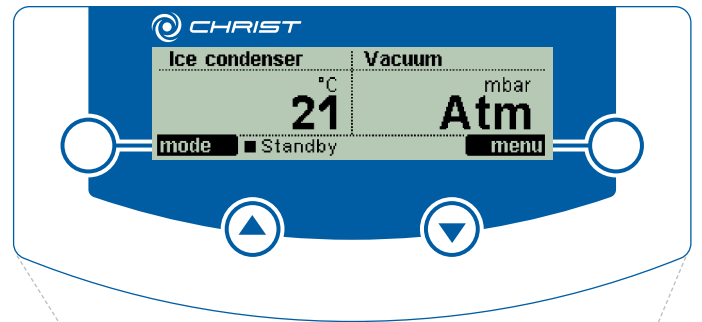 CHRIST
Ice condenser Vacuum
°C mbar
21 Atm
mode ■ Standby menu